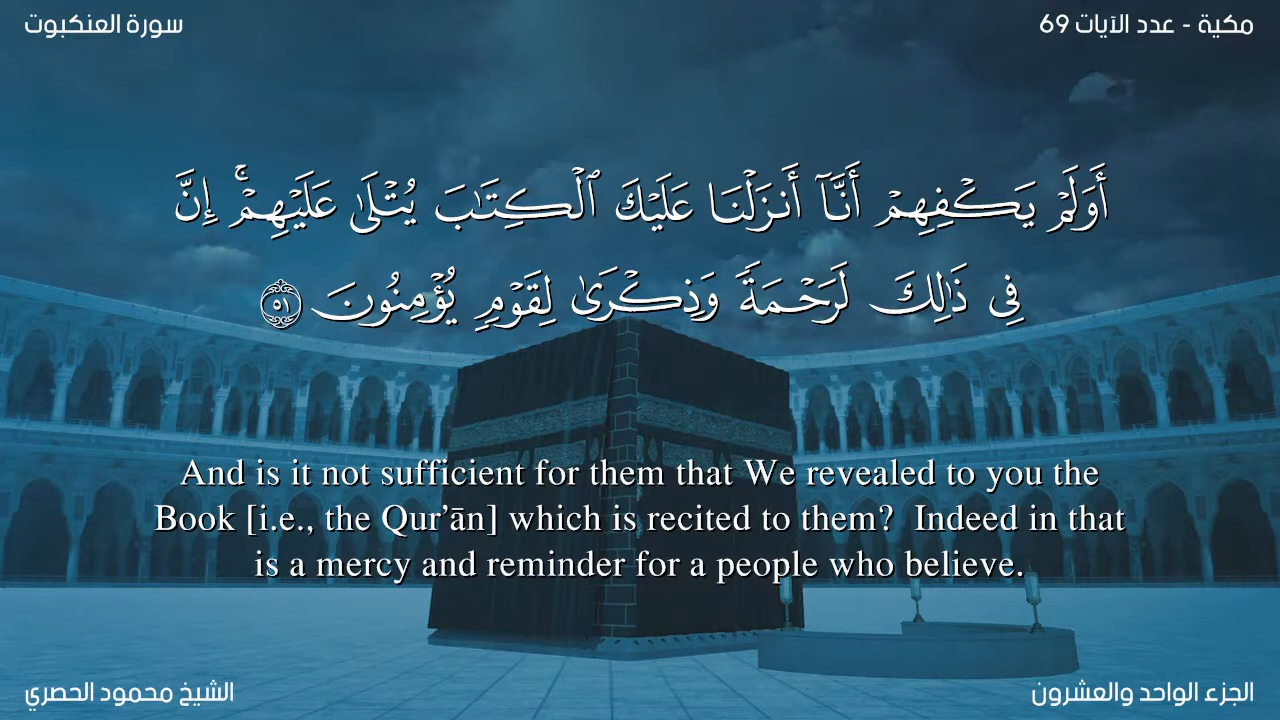 سورة العنكبوت
مكية - عدد الآيات 69
أَوَلَمْ يَكْفِهِمْ أَنَّآ أَنزَلْنَا عَلَيْكَ ٱلْكِتَٰبَ يُتْلَىٰ عَلَيْهِمْ ۚ إِنَّ
فِى ذَٰلِكَ لَرَحْمَةً وَذِكْرَىٰ لِقَوْمٍ يُؤْمِنُونَ ٥١
And is it not sufficient for them that We revealed to you the
Book [i.e., the Qur’ān] which is recited to them? Indeed in that
is a mercy and reminder for a people who believe.
الشيخ محمود الحصري
الجزء الواحد والعشرون